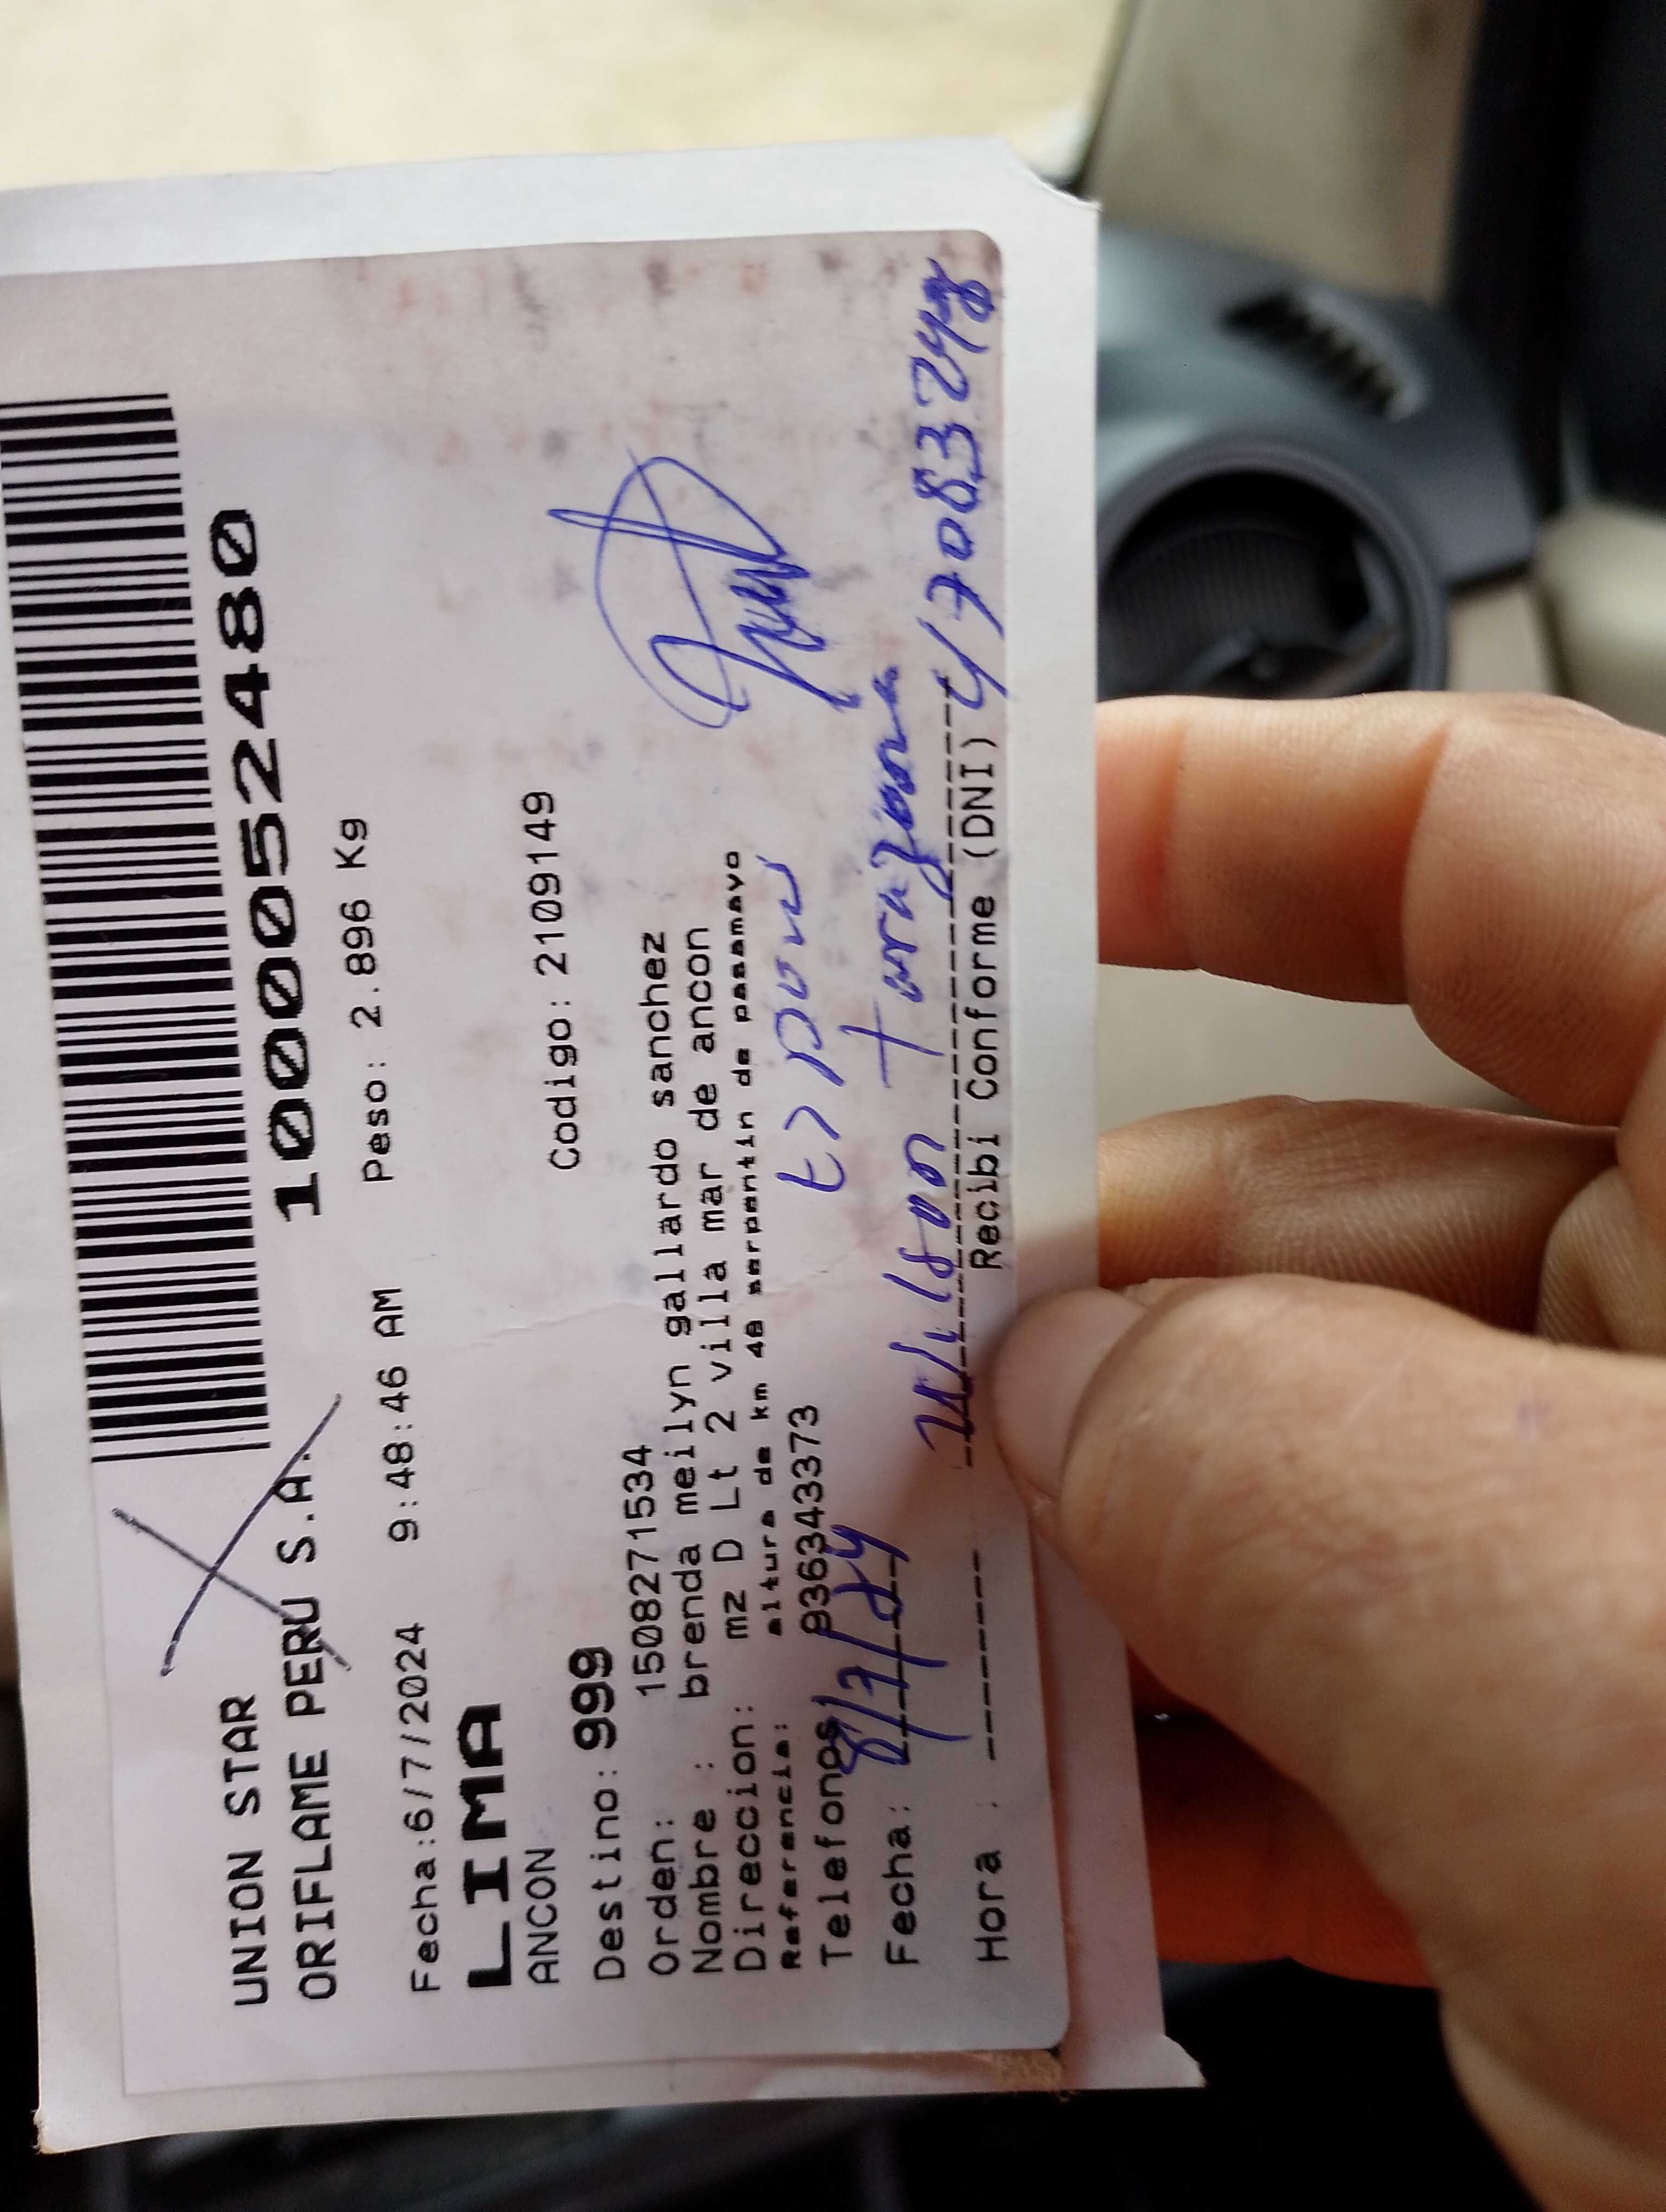 UNION STAR
ORIFLAME PERU S.A.
1000052480
Fecha:6/7/2024 9:48:46 AM Peso: 2.896 Kg
LIMA
ANCON
Codigo: 2109149
Destino: 999
Orden: 1508271534
Nombre : brenda meilyn gallardo sanchez
Direccion: mz D Lt 2 villa mar de ancon
Referencia: altura de km 48 serpentin de pasamayo
Telefonos 936343373
Fecha: 8/7/24
Wilson
Hora :
Recibi Conforme (DNI)